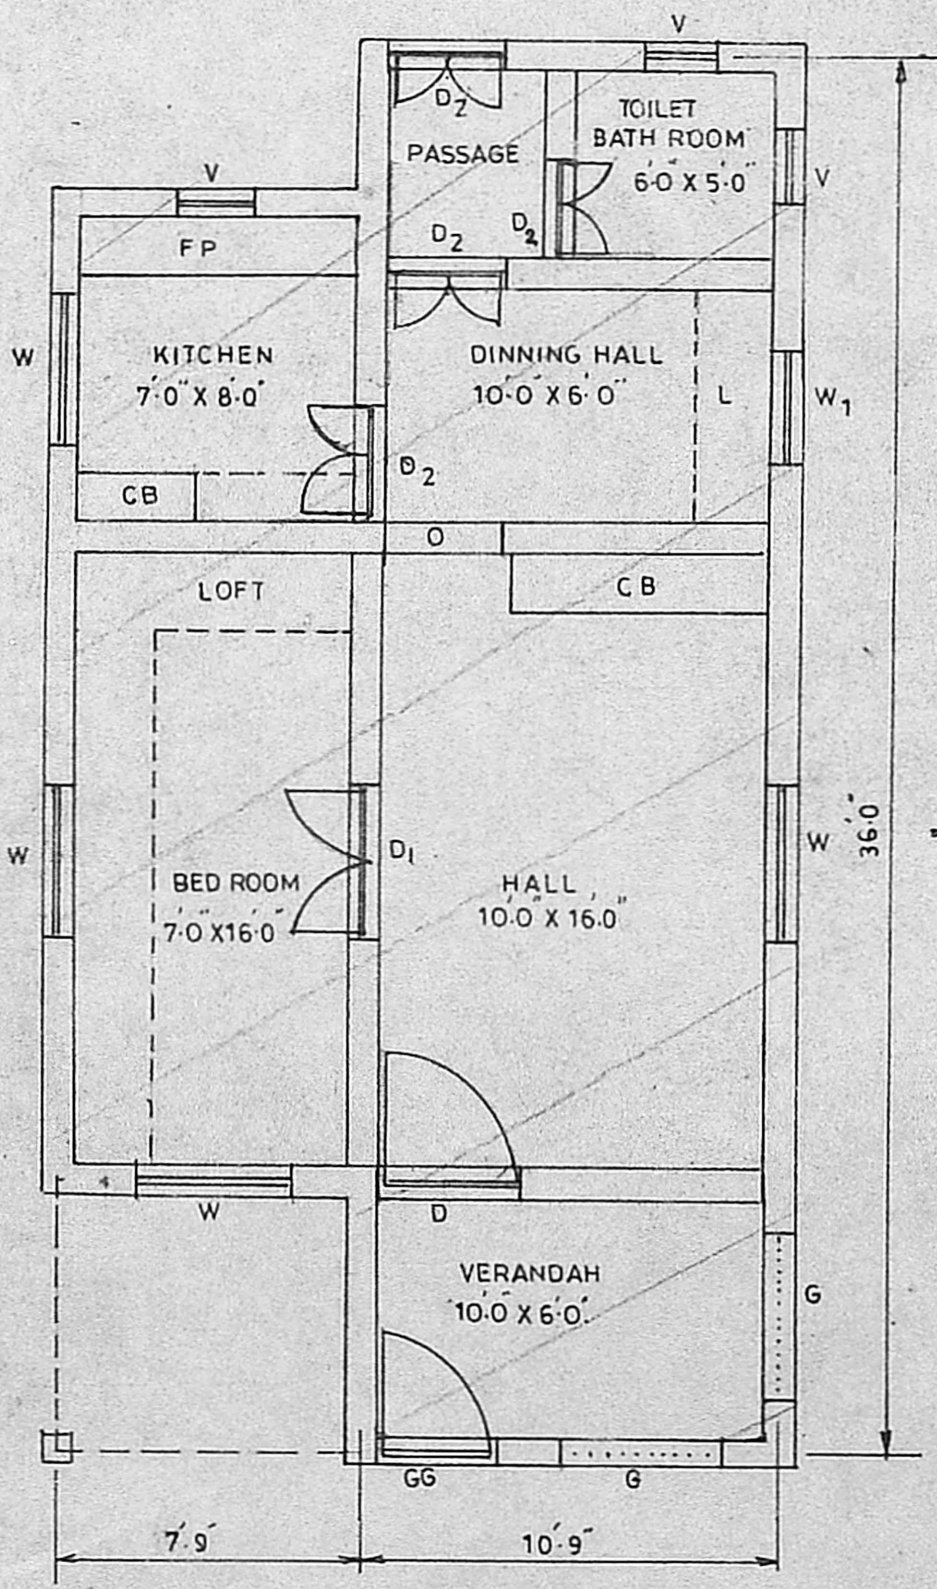 V
D2
TOILET
BATH ROOM
6'.0" X 5'.0"
PASSAGE
V
V
D2
D2
FP
W
KITCHEN
7'.0" X 8'.0"
DINNING HALL
10'.0" X 6'.0"
L
W1
D2
CB
O
LOFT
CB
W
D1
W
36'.0"
BED ROOM
7'.0" X 16'.0"
HALL
10'.0" X 16.0"
W
D
VERANDAH
10'.0" X 6'.0"
G
GG
G
7'.9"
10'.9"